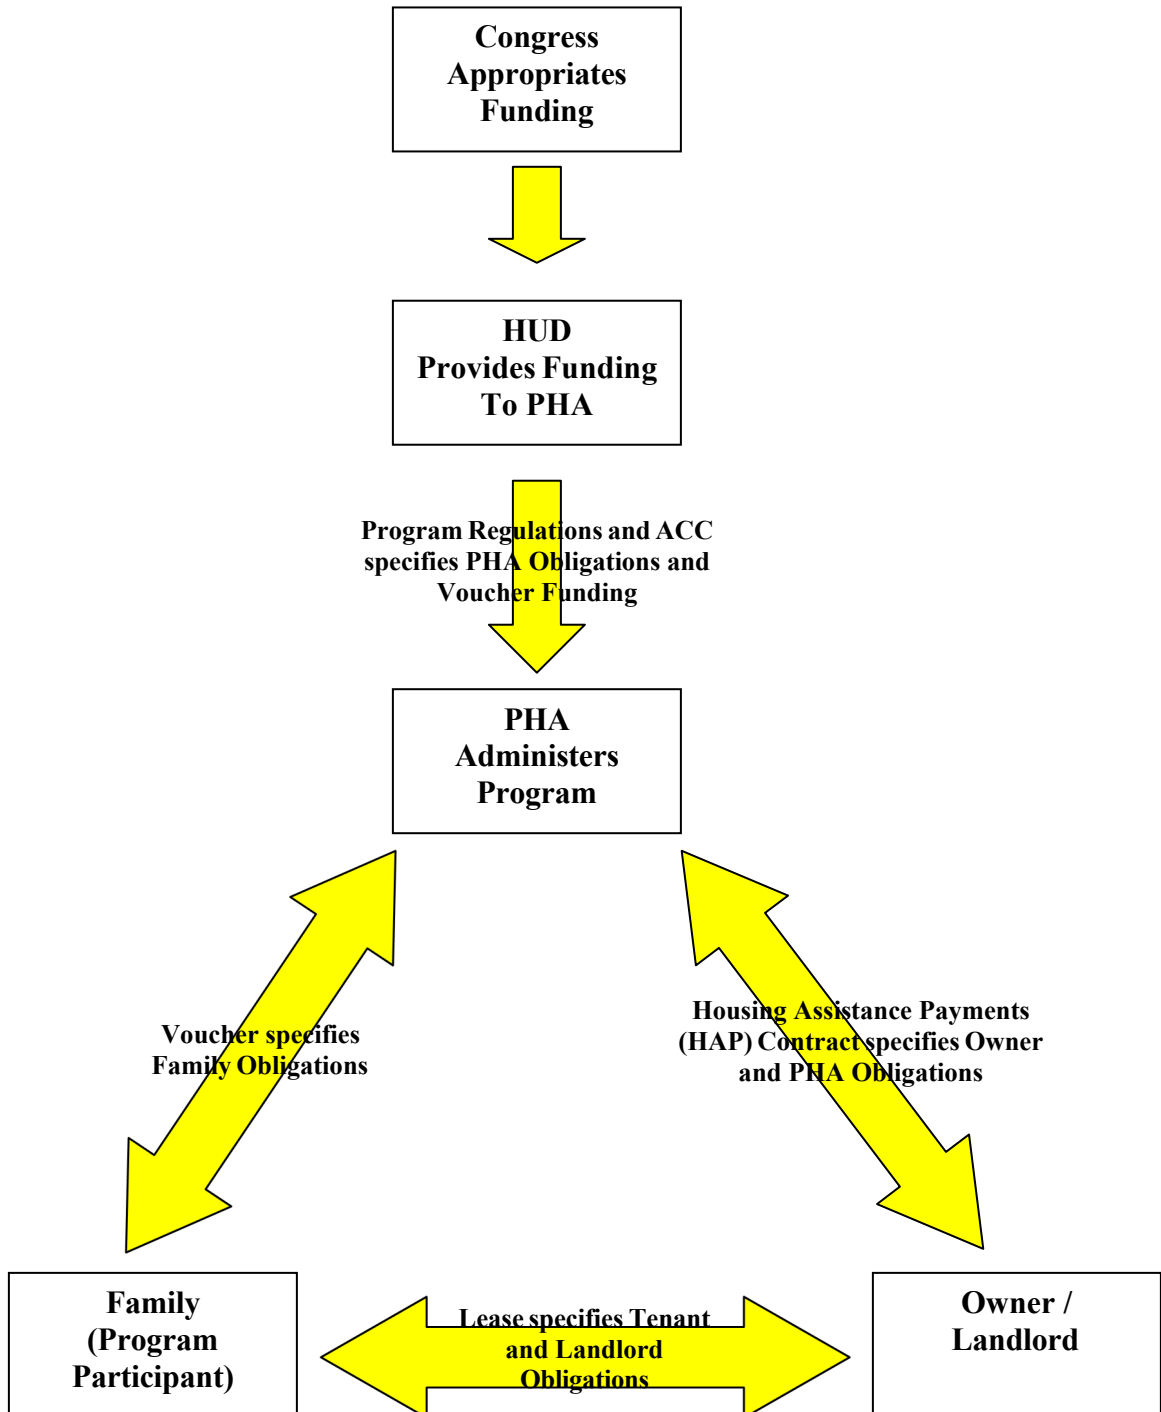 Congress
Appropriates
Funding
HUD
Provides Funding
To PHA
Program Regulations and ACC
specifies PHA Obligations and
Voucher Funding
PHA
Administers
Program
Voucher specifies
Family Obligations
Housing Assistance Payments
(HAP) Contract specifies Owner
and PHA Obligations
Family
(Program
Participant)
Lease specifies Tenant
and Landlord
Obligations
Owner /
Landlord